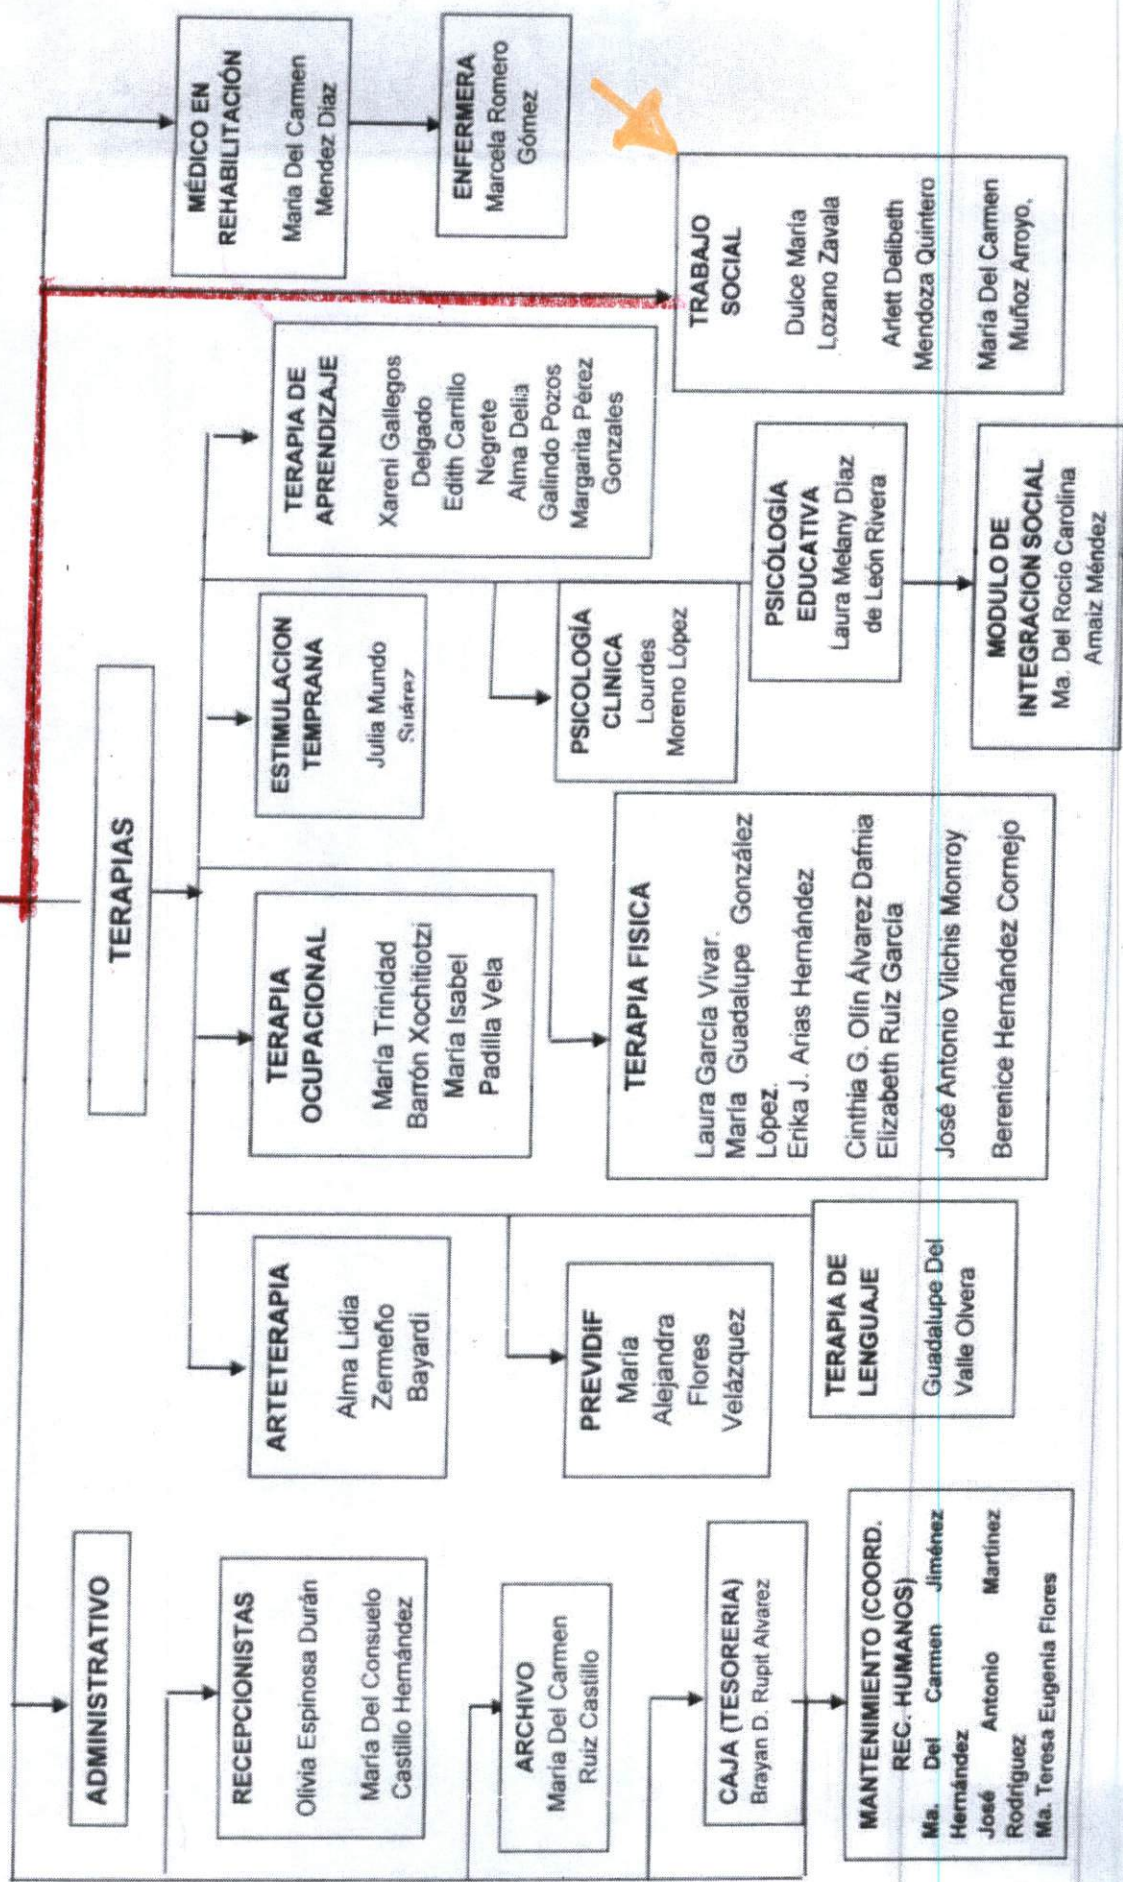 TERAPIAS
ADMINISTRATIVO
RECEPCIONISTAS
Olivia Espinosa Durán
María Del Consuelo
Castillo Hernández
ARCHIVO
María Del Carmen
Ruiz Castillo
CAJA (TESORERIA)
Brayan D. Rupit Alvarez
MANTENIMIENTO (COORD.
REC. HUMANOS)
Ma. Del Carmen Jiménez
Hernández
José Antonio Martínez
Rodríguez
Ma. Teresa Eugenia Flores
ARTETERAPIA
Alma Lidia
Zermeño
Bayardi
PREVIDIF
María
Alejandra
Flores
Velázquez
TERAPIA DE
LENGUAJE
Guadalupe Del
Valle Olvera
TERAPIA
OCUPACIONAL
María Trinidad
Barrón Xochitiotzi
María Isabel
Padilla Vela
TERAPIA FISICA
Laura García Vivar.
María Guadalupe González
López.
Erika J. Arias Hernández
Cinthia G. Olín Álvarez Dafnia
Elizabeth Ruíz García
José Antonio Vilchis Monroy
Berenice Hernández Cornejo
ESTIMULACION
TEMPRANA
Julia Mundo
Suárez
PSICOLOGÍA
CLINICA
Lourdes
Moreno López
PSICÓLOGÍA
EDUCATIVA
Laura Melany Díaz
de León Rivera
MODULO DE
INTEGRACION SOCIAL
Ma. Del Rocío Carolina
Amaiz Méndez
TERAPIA DE
APRENDIZAJE
Xareni Gallegos
Delgado
Edith Carrillo
Negrete
Alma Delia
Galindo Pozos
Margarita Pérez
Gonzales
MÉDICO EN
REHABILITACIÓN
María Del Carmen
Mendez Diaz
ENFERMERA
Marcela Romero
Gómez
TRABAJO
SOCIAL
Dulce María
Lozano Zavala
Arlett Delibeth
Mendoza Quintero
María Del Carmen
Muñoz Arroyo.